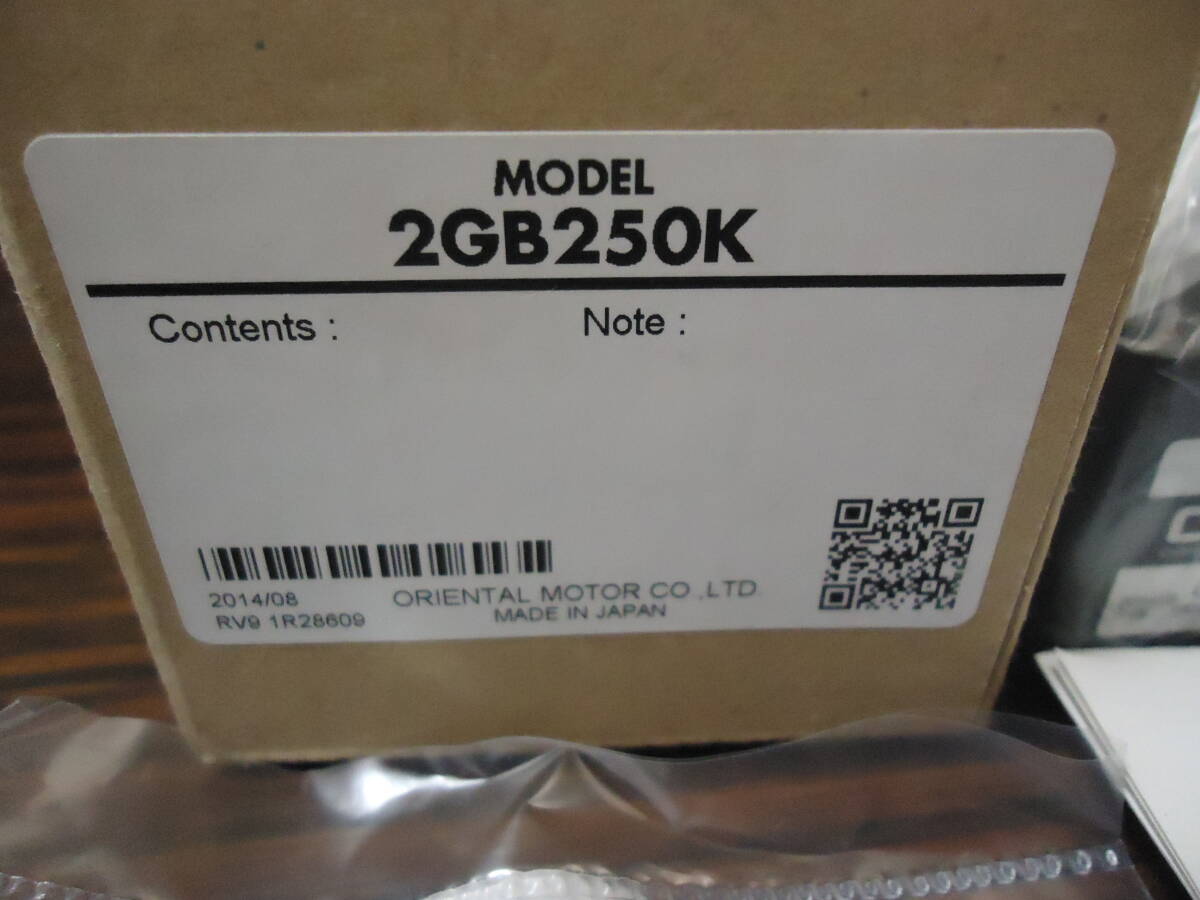 MODEL
2GB250K
Contents :
Note :
2014/08
ORIENTAL MOTOR CO.,LTD.
MADE IN JAPAN
RV9 1R28609